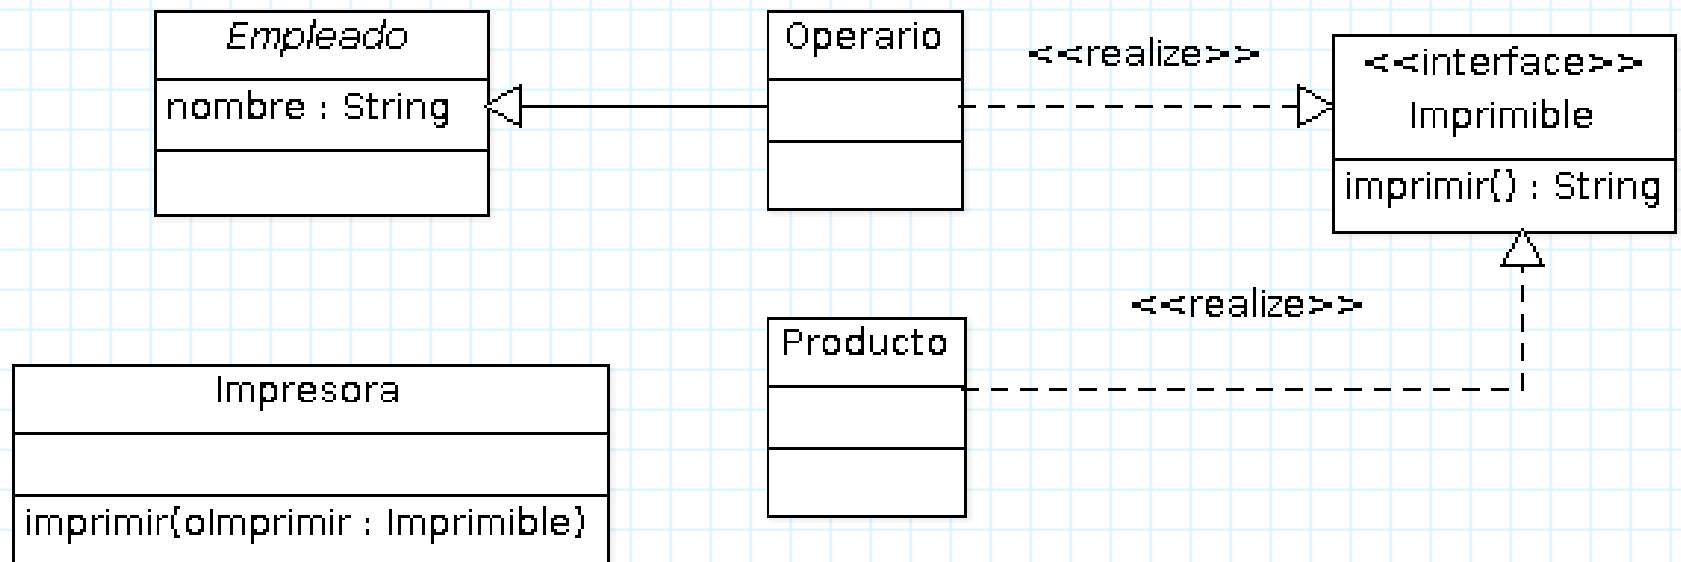 Empleado
nombre : String
Operario
<<realize>>
<<interface>>
Imprimible
imprimir() : String
<<realize>>
Producto
Impresora
imprimir(oImprimir : Imprimible)